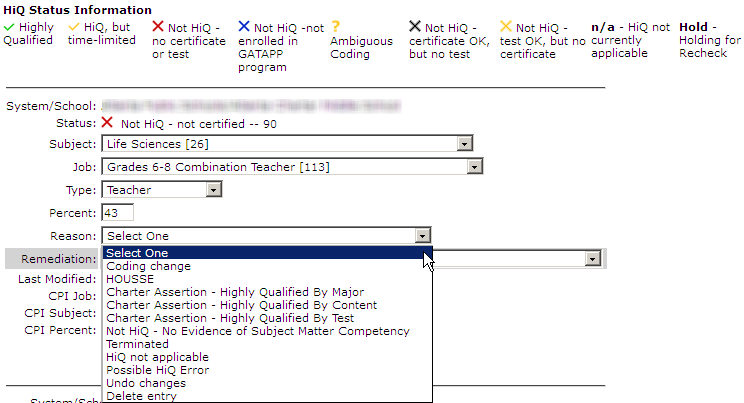 HiQ Status Information
Highly Qualified
HiQ, but time-limited
Not HiQ - no certificate or test
Not HiQ -not enrolled in GATAPP program
? Ambiguous Coding
Not HiQ - certificate OK, but no test
Not HiQ - test OK, but no certificate
n/a - HiQ not currently applicable
Hold - Holding for Recheck
System/School:
Status: Not HiQ - not certified -- 90
Subject: Life Sciences [26]
Job: Grades 6-8 Combination Teacher [113]
Type: Teacher
Percent: 43
Reason: Select One
Remediation:
Select One
Coding change
HOUSSE
Charter Assertion - Highly Qualified By Major
Charter Assertion - Highly Qualified By Content
Charter Assertion - Highly Qualified By Test
Not HiQ - No Evidence of Subject Matter Competency
Terminated
HiQ not applicable
Possible HiQ Error
Undo changes
Delete entry
Last Modified:
CPI Job:
CPI Subject:
CPI Percent: